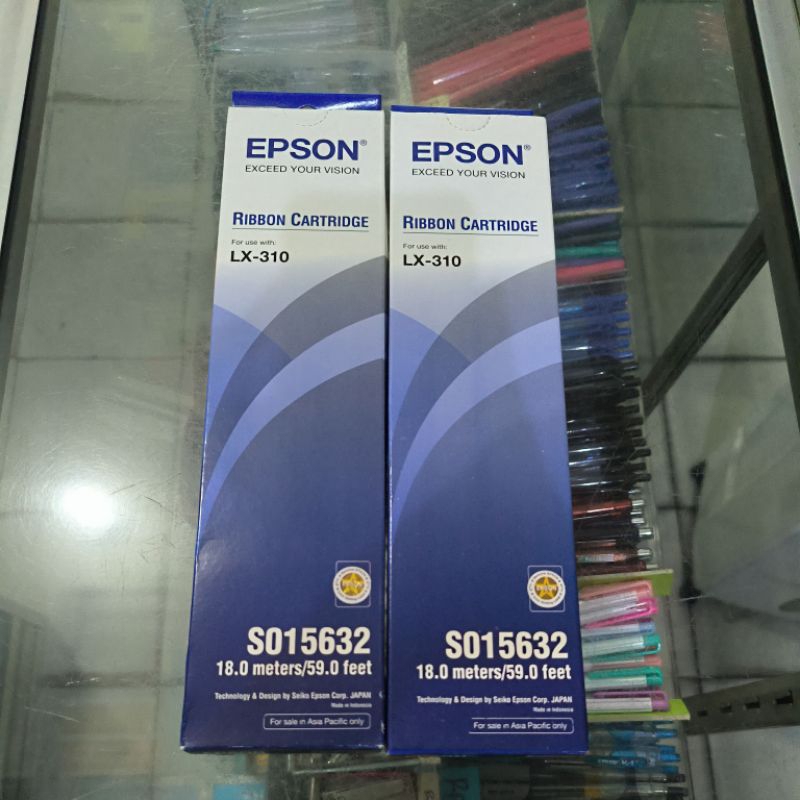 EPSON®
EXCEED YOUR VISION
RIBBON CARTRIDGE
For use with:
LX-310
S015632
18.0 meters/59.0 feet
Technology & Design by Seiko Epson Corp. JAPAN
Made in Indonesia
For sale in Asia Pacific only
EPSON®
EXCEED YOUR VISION
RIBBON CARTRIDGE
For use with:
LX-310
S015632
18.0 meters/59.0 feet
Technology & Design by Seiko Epson Corp. JAPAN
Made in Indonesia
For sale in Asia Pacific only